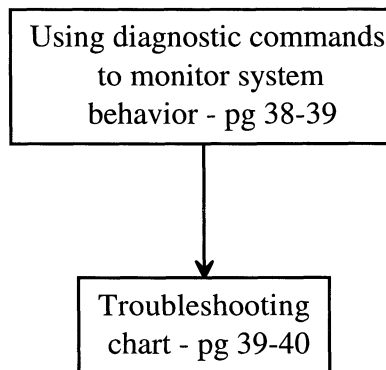 Using diagnostic commands
to monitor system
behavior - pg 38-39
Troubleshooting
chart - pg 39-40